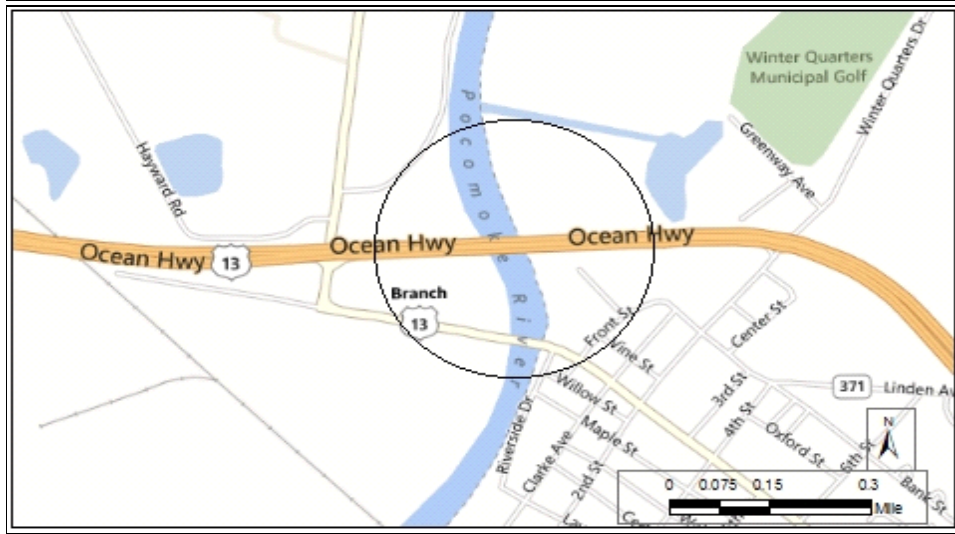 Winter Quarters
Municipal Golf
Winter Quarters Dr
Greenway Ave
Pocomoke River
Hayward Rd
Ocean Hwy
13
Ocean Hwy
Ocean Hwy
Branch
13
Front St
Vine St
Center St
Willow St
Maple St
3rd St
4th St
371
Linden Av
Oxford St
6th St
Bank St
Riverside Dr
Clarke Ave
2nd St
N
0 0.075 0.15 0.3
Mile